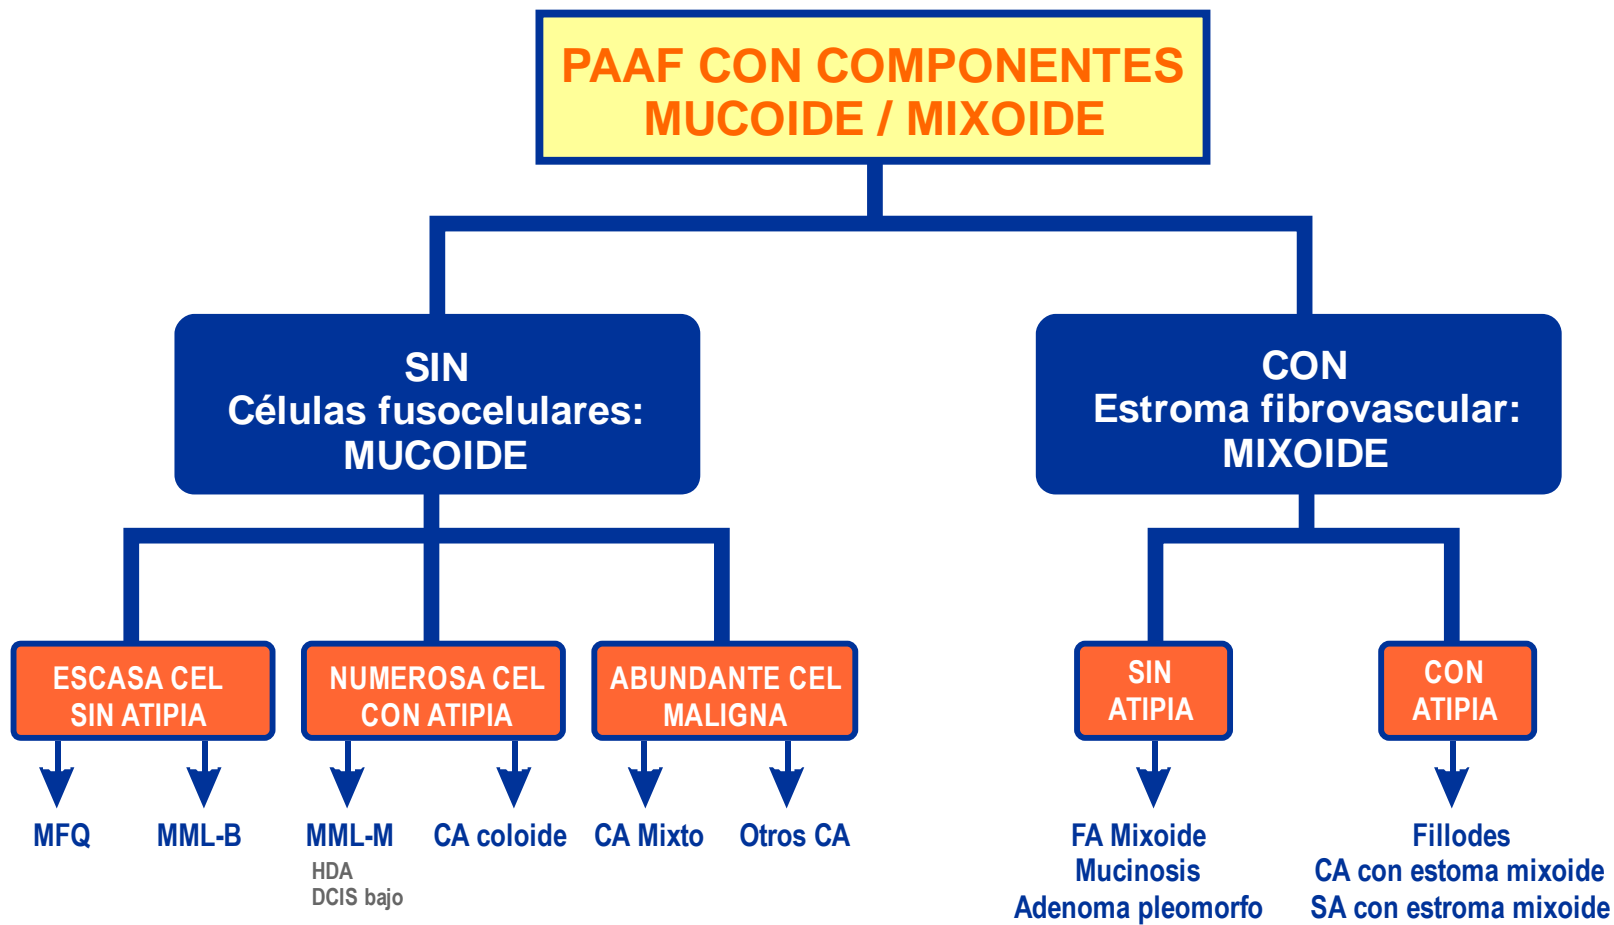 PAAF CON COMPONENTES
MUCOIDE / MIXOIDE
SIN
Células fusocelulares:
MUCOIDE
CON
Estroma fibrovascular:
MIXOIDE
ESCASA CEL
SIN ATIPIA
NUMEROSA CEL
CON ATIPIA
ABUNDANTE CEL
MALIGNA
SIN
ATIPIA
CON
ATIPIA
MFQ
MML-B
MML-M
HDA
DCIS bajo
CA coloide
CA Mixto
Otros CA
FA Mixoide
Mucinosis
Adenoma pleomorfo
Fillodes
CA con estoma mixoide
SA con estroma mixoide